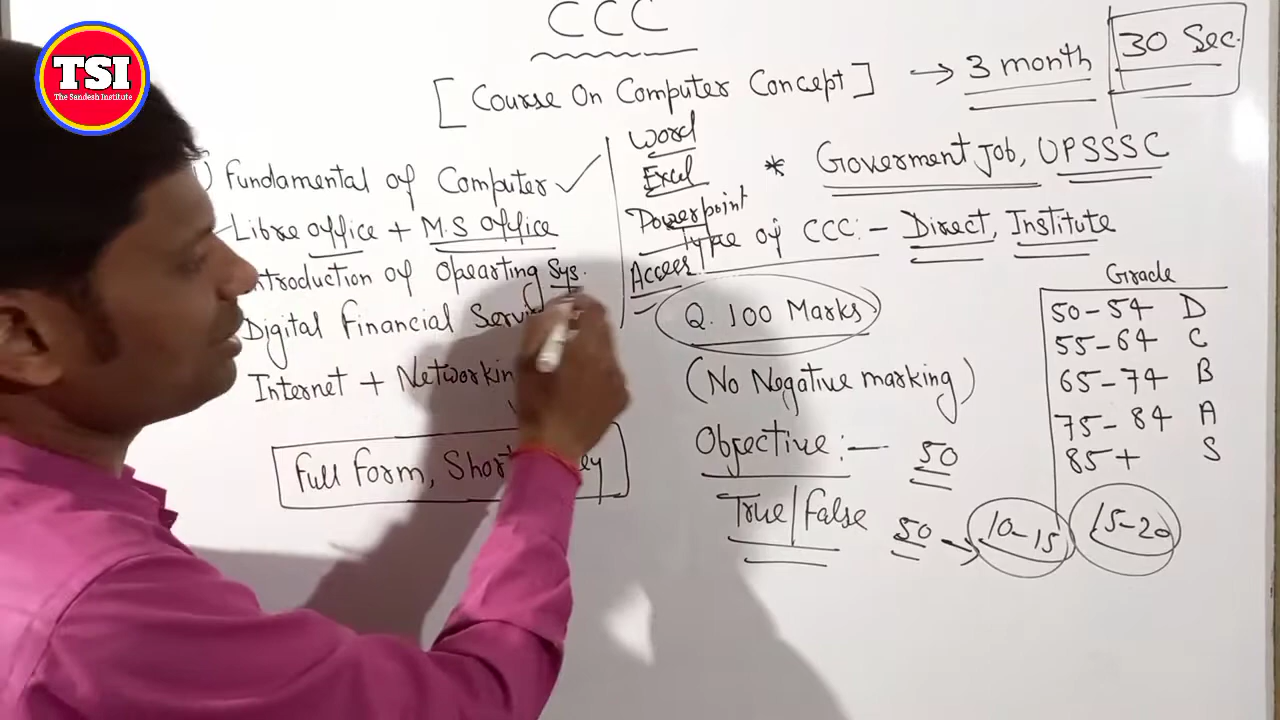 TSI
The Sandesh Institute
CCC
[Course On Computer Concept] → 3 month
30 Sec.
1) Fundamental of Computer ✓
Libre office + M.S office
ntroduction of Opearting Sys.
Digital Financial Servi
Internet + Networkin
Full Form, Short ey
Word
Excel
Powerpoint
Access
* Goverment Job, UPSSSC
Type of CCC:- Direct, Institute
Q. 100 Marks
(No Negative marking)
Objective:— 50
True/False 50 → 10-15 15-20
Grade
50-54 D
55-64 C
65-74 B
75-84 A
85+ S